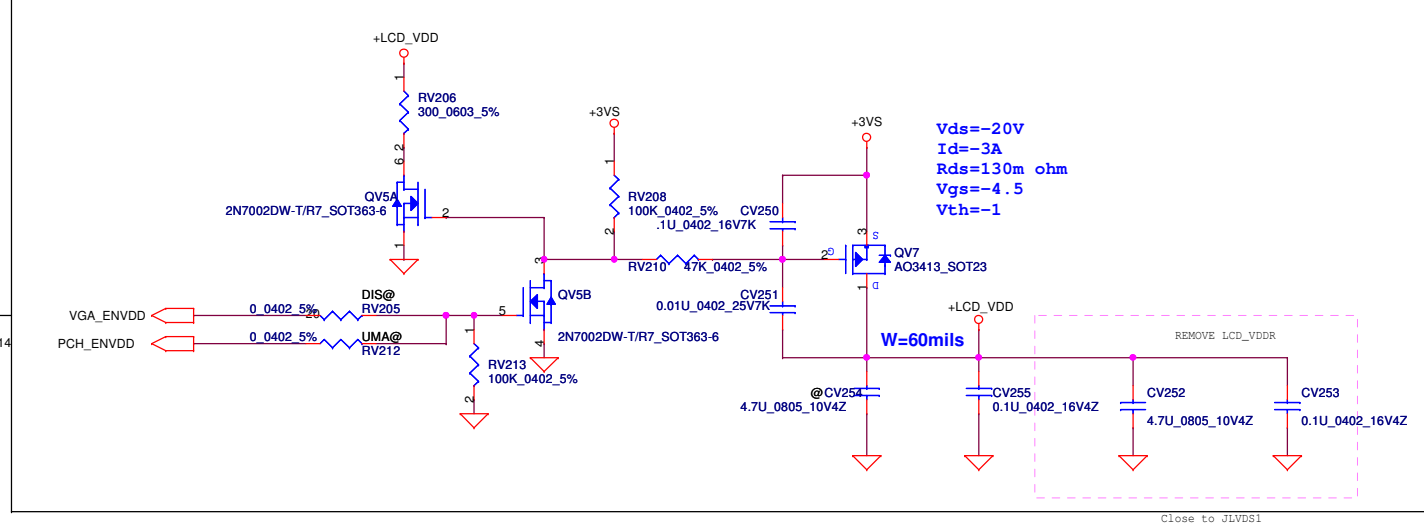 +LCD_VDD
1
RV206
300_0603_5%
2
6
QV5A
2N7002DW-T/R7_SOT363-6
2
1
+3VS
1
RV208
100K_0402_5%
2
+3VS
Vds=-20V
Id=-3A
Rds=130m ohm
Vgs=-4.5
Vth=-1
CV250
.1U_0402_16V7K
3
S
2
G
QV7
AO3413_SOT23
1
D
RV210
47K_0402_5%
3
QV5B
5
2N7002DW-T/R7_SOT363-6
4
CV251
0.01U_0402_25V7K
VGA_ENVDD
0_0402_5%
DIS@
RV205
PCH_ENVDD
0_0402_5%
UMA@
RV212
14
1
RV213
100K_0402_5%
2
+LCD_VDD
W=60mils
REMOVE LCD_VDDR
@CV254
4.7U_0805_10V4Z
CV255
0.1U_0402_16V4Z
CV252
4.7U_0805_10V4Z
CV253
0.1U_0402_16V4Z
Close to JLVDS1